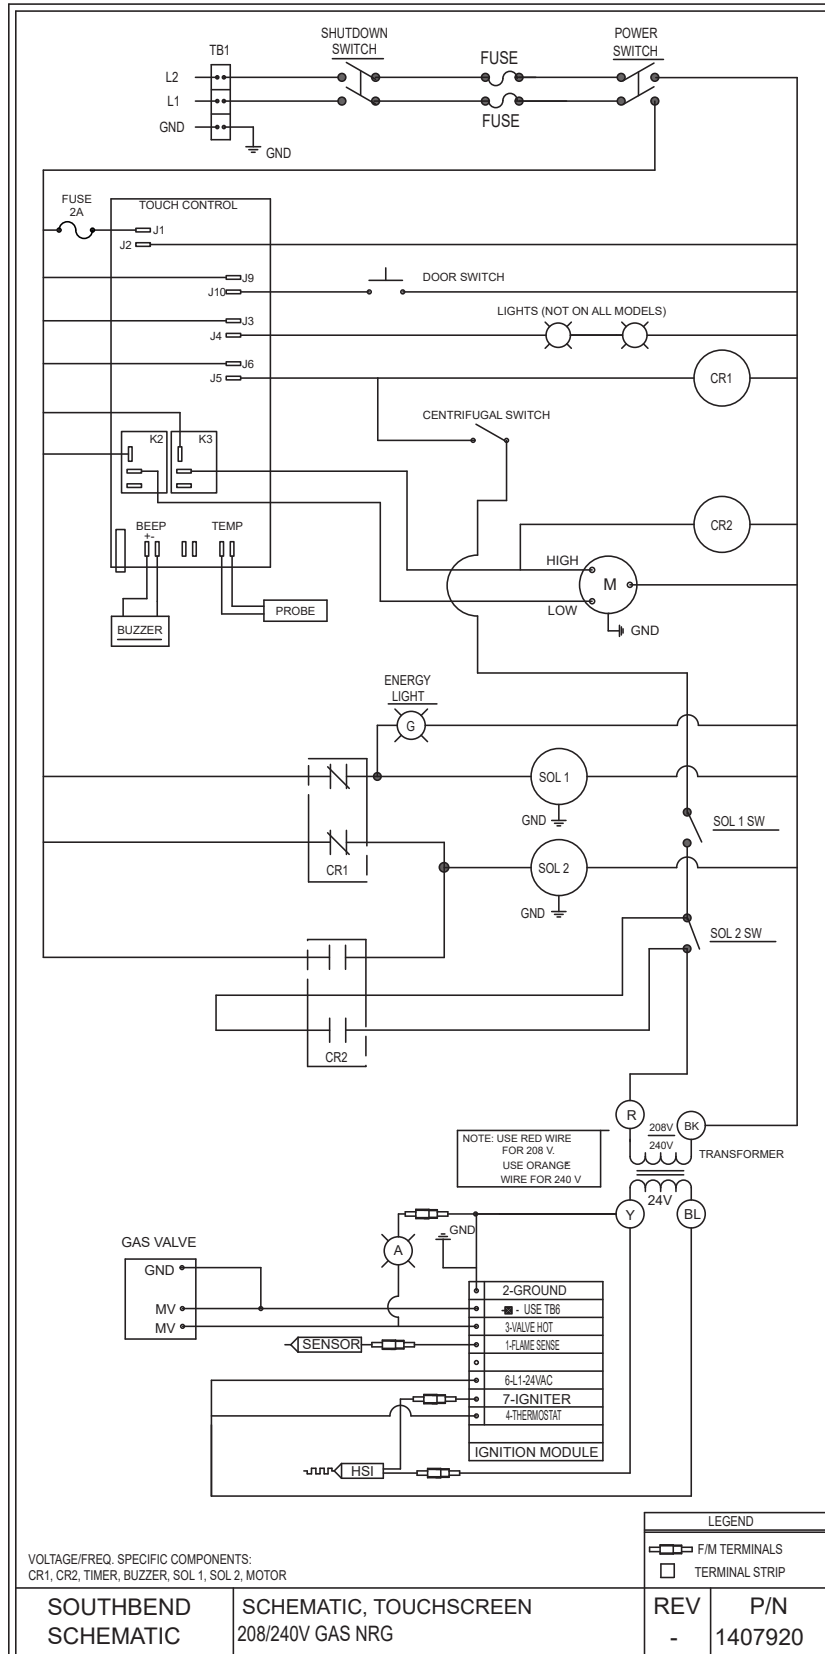 SHUTDOWN
SWITCH
POWER
SWITCH
TB1
FUSE
L2
L1
FUSE
GND
GND
FUSE
2A
TOUCH CONTROL
J1
J2
J9
DOOR SWITCH
J10
LIGHTS (NOT ON ALL MODELS)
J3
J4
J6
J5
CR1
CENTRIFUGAL SWITCH
K2
K3
BEEP
+-
TEMP
CR2
HIGH
M
LOW
GND
PROBE
BUZZER
ENERGY
LIGHT
G
SOL 1
GND
SOL 1 SW
CR1
SOL 2
GND
SOL 2 SW
CR2
R
208V
240V
BK
TRANSFORMER
NOTE: USE RED WIRE
FOR 208 V.
USE ORANGE
WIRE FOR 240 V
24V
Y
BL
GND
A
GAS VALVE
GND
MV
MV
2-GROUND
- USE TB6
3-VALVE HOT
SENSOR
1-FLAME SENSE
6-L1-24VAC
7-IGNITER
4-THERMOSTAT
IGNITION MODULE
HSI
LEGEND
F/M TERMINALS
TERMINAL STRIP
VOLTAGE/FREQ. SPECIFIC COMPONENTS:
CR1, CR2, TIMER, BUZZER, SOL 1, SOL 2, MOTOR
SOUTHBEND
SCHEMATIC
SCHEMATIC, TOUCHSCREEN
208/240V GAS NRG
REV
-
P/N
1407920